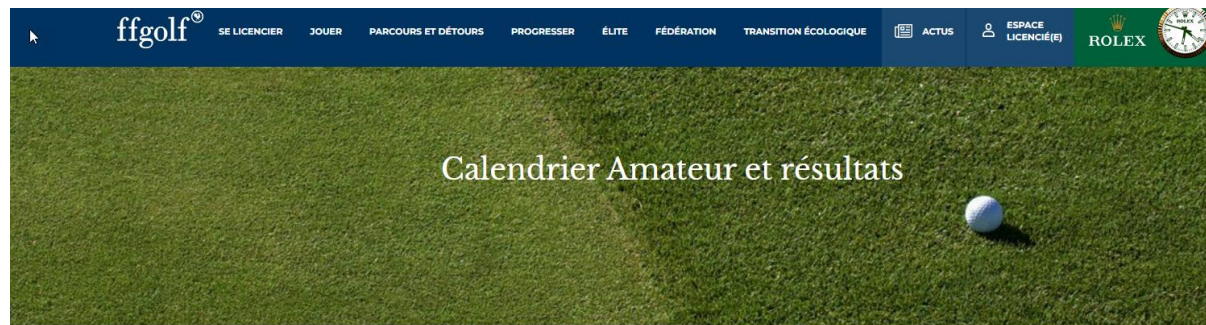 ffgolf
SE LICENCIER
JOUER
PARCOURS ET DÉTOURS
PROGRESSER
ÉLITE
FÉDÉRATION
TRANSITION ÉCOLOGIQUE
ACTUS
ESPACE
LICENCIÉ(E)
ROLEX
Calendrier Amateur et résultats